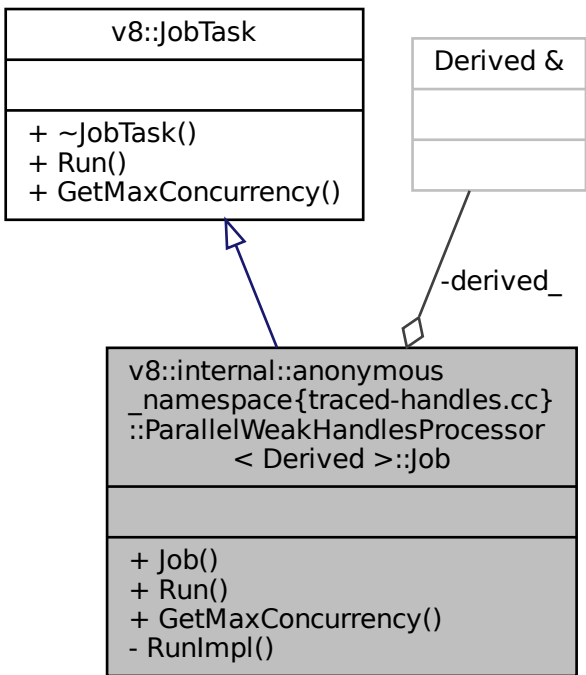 v8::JobTask
+ ~JobTask()
+ Run()
+ GetMaxConcurrency()
Derived &
-derived_
v8::internal::anonymous
_namespace{traced-handles.cc}
::ParallelWeakHandlesProcessor
< Derived >::Job
+ Job()
+ Run()
+ GetMaxConcurrency()
- RunImpl()